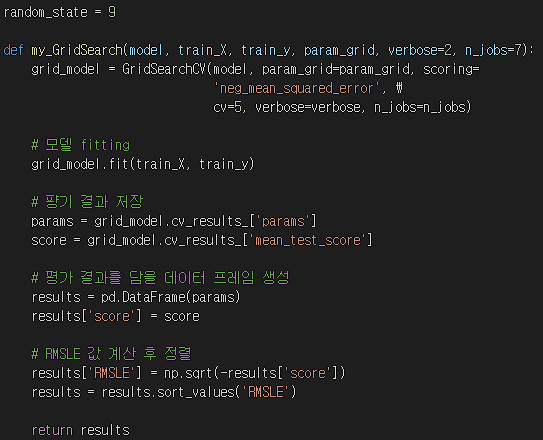 random_state = 9
def my_GridSearch(model, train_X, train_y, param_grid, verbose=2, n_jobs=7):
grid_model = GridSearchCV(model, param_grid=param_grid, scoring=
'neg_mean_squared_error', ₩
cv=5, verbose=verbose, n_jobs=n_jobs)
# 모델 fitting
grid_model.fit(train_X, train_y)
# 퍙기 결과 저장
params = grid_model.cv_results_['params']
score = grid_model.cv_results_['mean_test_score']
# 평가 결과를 담을 데이터 프레임 생성
results = pd.DataFrame(params)
results['score'] = score
# RMSLE 값 계산 후 정렬
results['RMSLE'] = np.sqrt(-results['score'])
results = results.sort_values('RMSLE')
return results